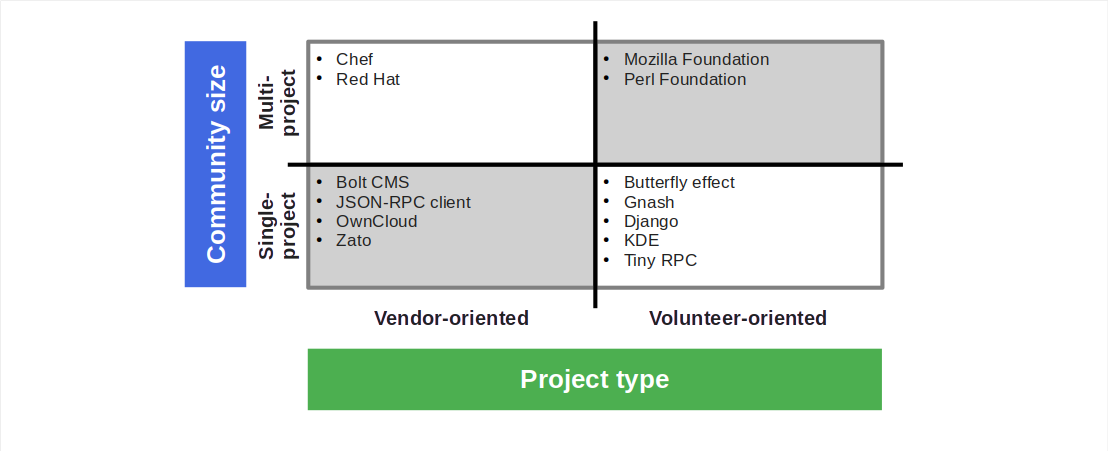 Community size
Multi-
project
• Chef
• Red Hat
• Mozilla Foundation
• Perl Foundation
Single-
project
• Bolt CMS
• JSON-RPC client
• OwnCloud
• Zato
• Butterfly effect
• Gnash
• Django
• KDE
• Tiny RPC
Vendor-oriented
Volunteer-oriented
Project type